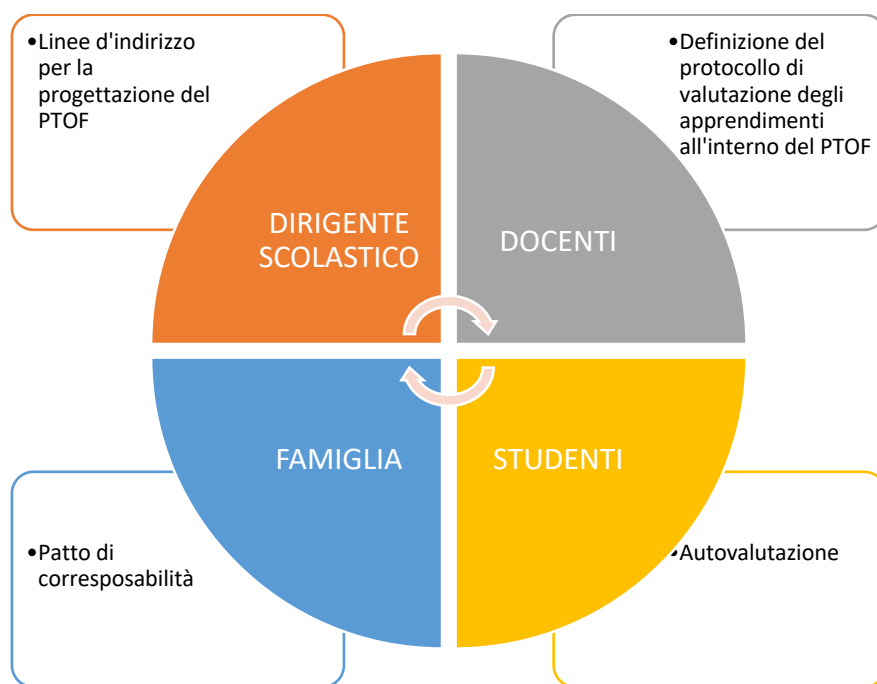 •Linee d'indirizzo
per la
progettazione del
PTOF
•Definizione del
protocollo di
valutazione degli
apprendimenti
all'interno del PTOF
DIRIGENTE
SCOLASTICO
DOCENTI
FAMIGLIA
STUDENTI
•Patto di
corresposabilità
•Autovalutazione